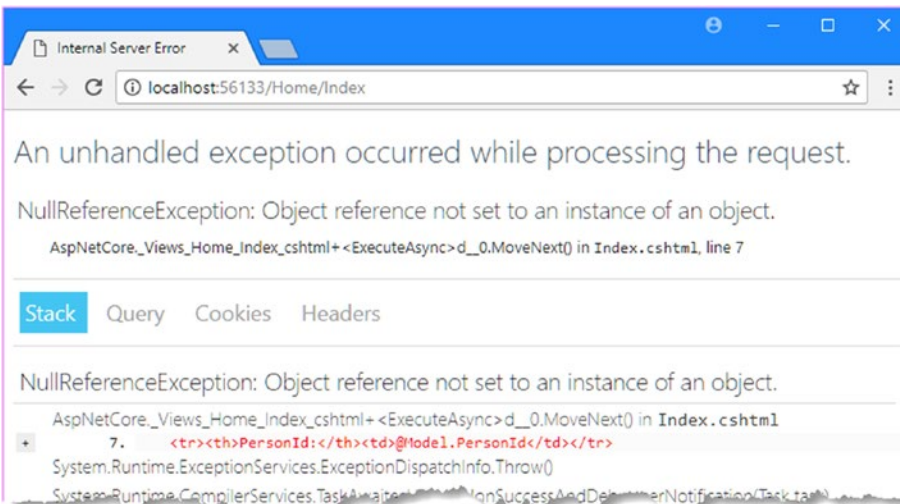 Internal Server Error
localhost:56133/Home/Index
An unhandled exception occurred while processing the request.
NullReferenceException: Object reference not set to an instance of an object.
AspNetCore._Views_Home_Index_cshtml+<ExecuteAsync>d__0.MoveNext() in Index.cshtml, line 7
Stack Query Cookies Headers
NullReferenceException: Object reference not set to an instance of an object.
AspNetCore._Views_Home_Index_cshtml+<ExecuteAsync>d__0.MoveNext() in Index.cshtml
+ 7. <tr><th>PersonId:</th><td>@Model.PersonId</td></tr>
System.Runtime.ExceptionServices.ExceptionDispatchInfo.Throw()
System.Runtime.CompilerServices.